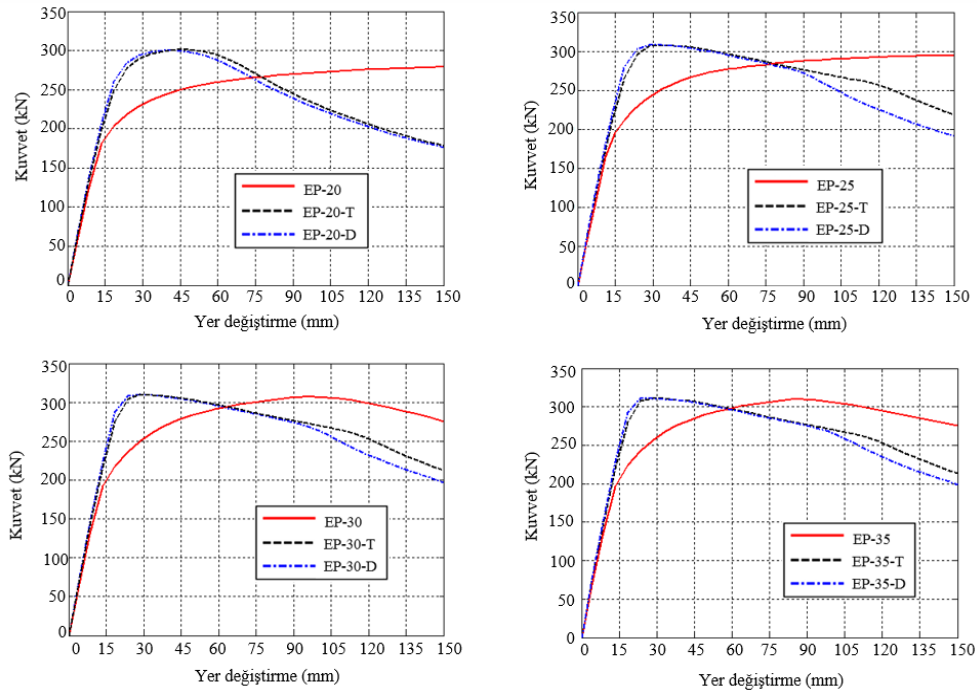 350
300
250
200
150
100
50
0
Kuvvet (kN)
EP-20
EP-20-T
EP-20-D
0 15 30 45 60 75 90 105 120 135 150
Yer değiştirme (mm)
350
300
250
200
150
100
50
0
Kuvvet (kN)
EP-25
EP-25-T
EP-25-D
0 15 30 45 60 75 90 105 120 135 150
Yer değiştirme (mm)
350
300
250
200
150
100
50
0
Kuvvet (kN)
EP-30
EP-30-T
EP-30-D
0 15 30 45 60 75 90 105 120 135 150
Yer değiştirme (mm)
350
300
250
200
150
100
50
0
Kuvvet (kN)
EP-35
EP-35-T
EP-35-D
0 15 30 45 60 75 90 105 120 135 150
Yer değiştirme (mm)